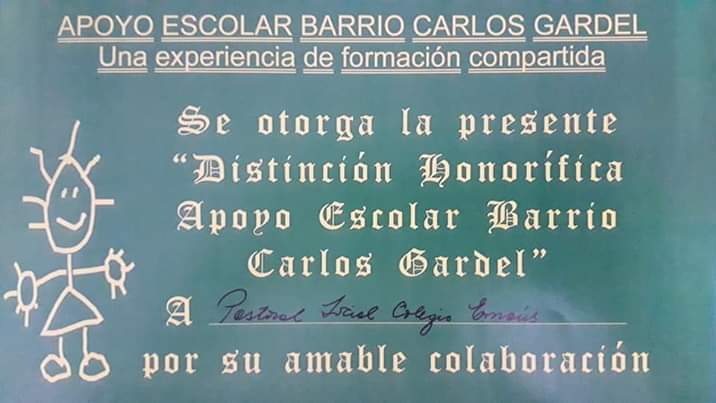 APOYO ESCOLAR BARRIO CARLOS GARDEL
Una experiencia de formación compartida
Se otorga la presente
“Distinción Honorífica
Apoyo Escolar Barrio
Carlos Gardel”
A Pastoral Social Colegio Emaús
por su amable colaboración